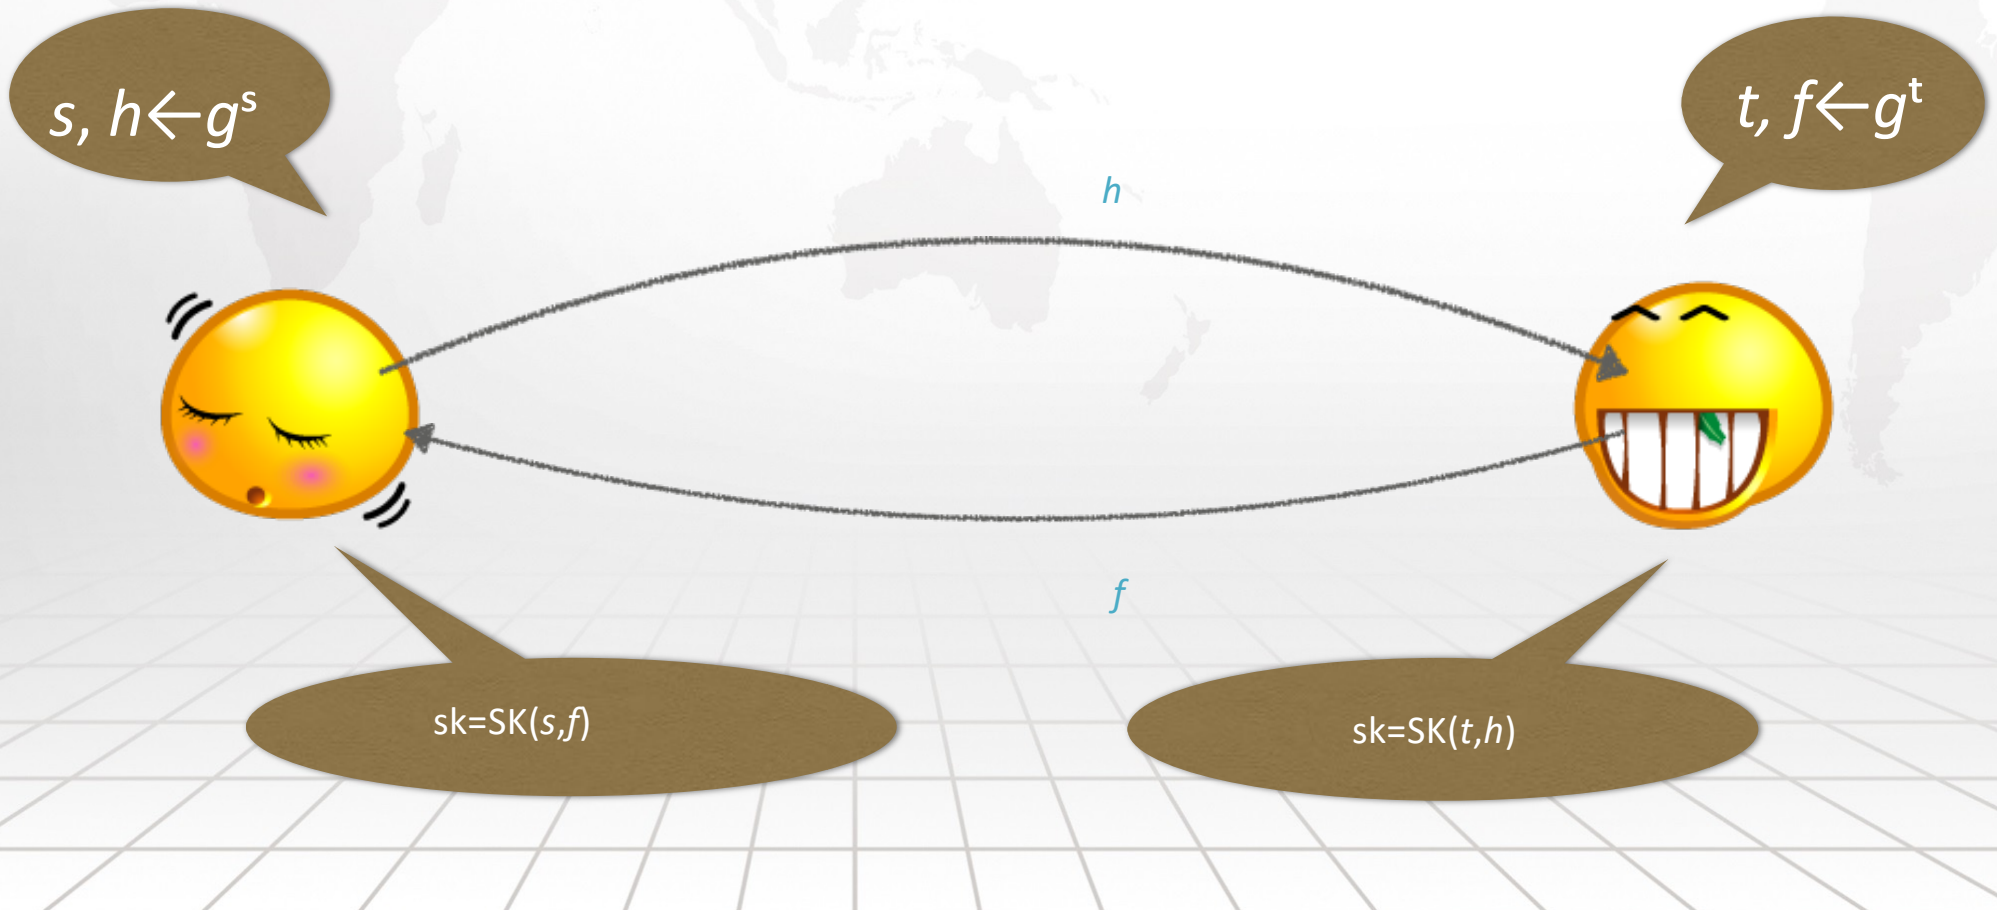 s, h←gˢ
t, f←gᵗ
h
f
sk=SK(s,f)
sk=SK(t,h)